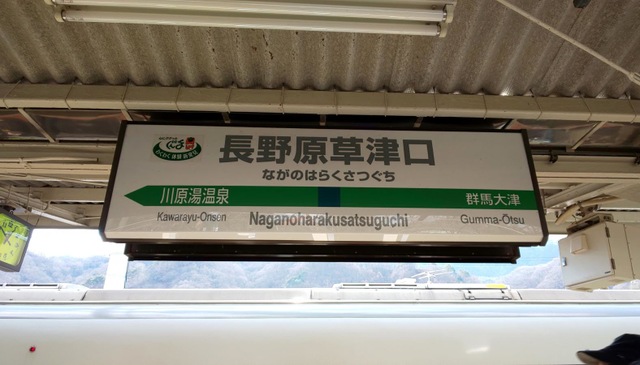 長野原草津口
ながのはらくさつぐち
川原湯温泉
群馬大津
Kawarayu-Onsen
Naganoharakusatsuguchi
Gumma-Ōtsu